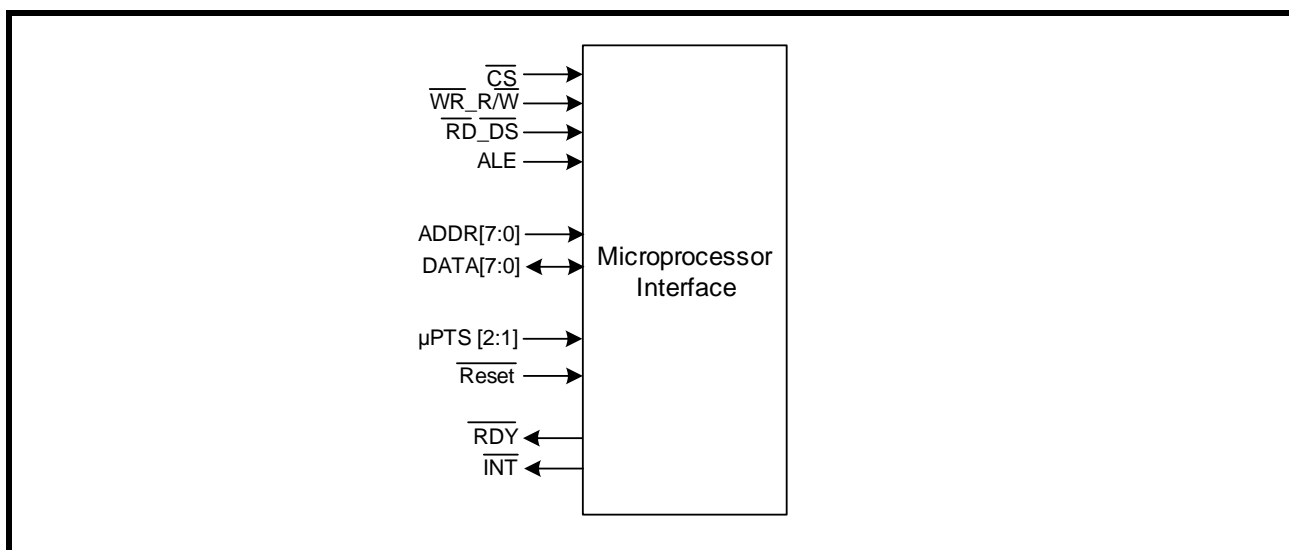 CS
WR_R/W
RD_DS
ALE
ADDR[7:0]
DATA[7:0]
Microprocessor
Interface
µPTS [2:1]
Reset
RDY
INT